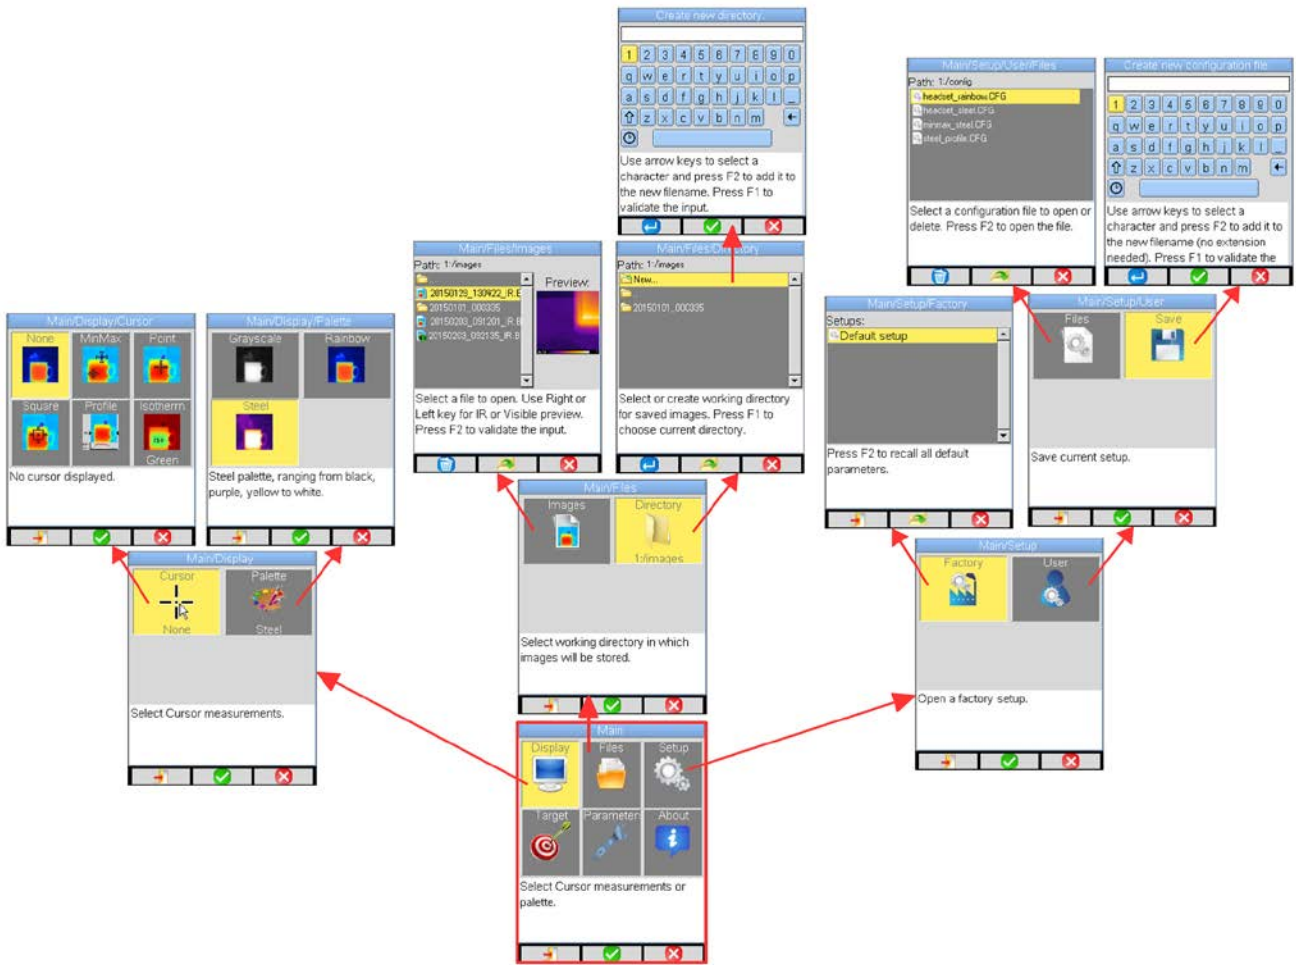 Create new directory.
1 2 3 4 5 6 7 8 9 0
q w e r t y u i o p
a s d f g h j k l _
z x c v b n m
Use arrow keys to select a
character and press F2 to add it to
the new filename. Press F1 to
validate the input.
Main/Setup/User/Files
Path: 1:/config
headset_rainbow.CFG
headset_steel.CFG
minmax_steel.CFG
steel_profile.CFG
Select a configuration file to open or
delete. Press F2 to open the file.
Create new configuration file
1 2 3 4 5 6 7 8 9 0
q w e r t y u i o p
a s d f g h j k l _
z x c v b n m
Use arrow keys to select a
character and press F2 to add it to
the new filename (no extension
needed). Press F1 to validate the
Main/Files/Images
Path: 1:/images
Preview:
20150128_130922_IR.B
20150101_000335
20150203_091201_IR.B
20150203_092135_IR.B
Select a file to open. Use Right or
Left key for IR or Visible preview.
Press F2 to validate the input.
Main/Files/Directory
Path: 1:/images
New...
20150101_000335
Select or create working directory
for saved images. Press F1 to
choose current directory.
Main/Display/Cursor
None MinMax Point
Square Profile Isotherm
Green
No cursor displayed.
Main/Display/Palette
Grayscale Rainbow
Steel
Steel palette, ranging from black,
purple, yellow to white.
Main/Setup/Factory
Setups:
Default setup
Press F2 to recall all default
parameters.
Main/Setup/User
Files Save
Save current setup.
Main/Display
Cursor Palette
None Steel
Select Cursor measurements.
Main/Files
Images Directory
1:/images
Select working directory in which
images will be stored.
Main/Setup
Factory User
Open a factory setup.
Main
Display Files Setup
Target Parameters About
Select Cursor measurements or
palette.